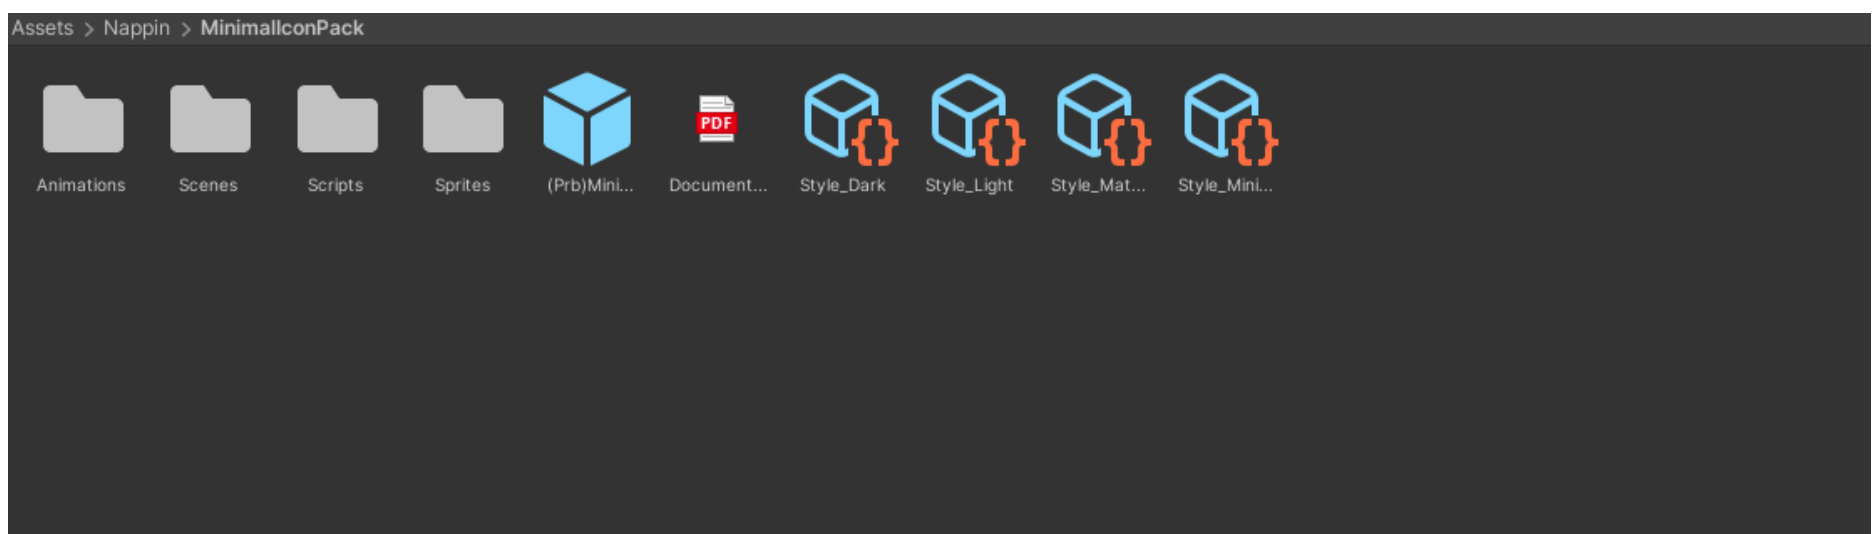 Assets > Nappin > MinimalIconPack
PDF
Animations Scenes Scripts Sprites (Prb)Mini... Document... Style_Dark Style_Light Style_Mat... Style_Mini...